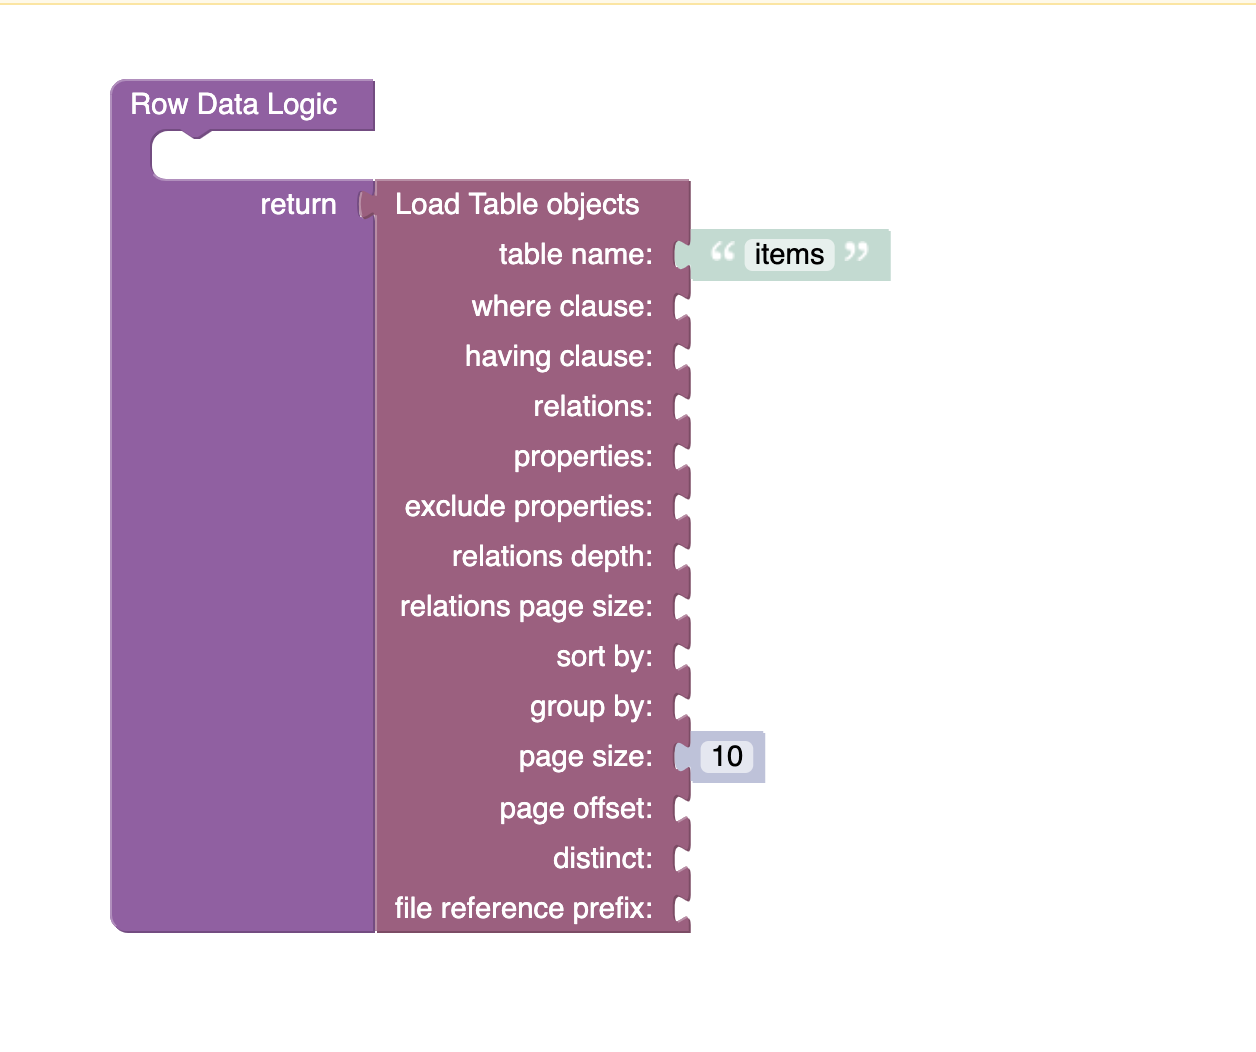 Row Data Logic
return Load Table objects
table name: “ items ”
where clause:
having clause:
relations:
properties:
exclude properties:
relations depth:
relations page size:
sort by:
group by:
page size: 10
page offset:
distinct:
file reference prefix: